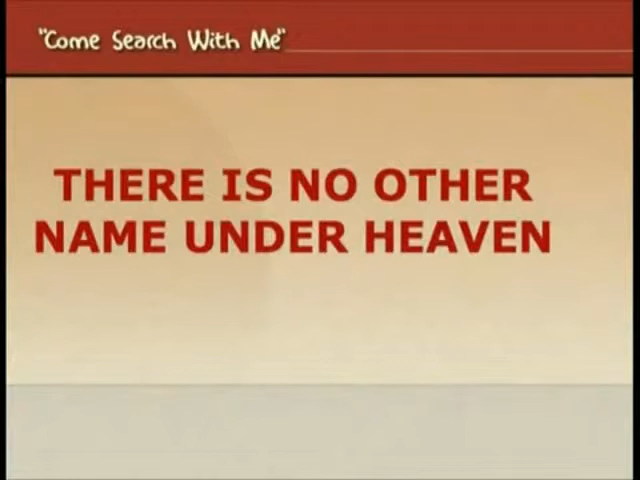 "Come Search With Me"
THERE IS NO OTHER
NAME UNDER HEAVEN